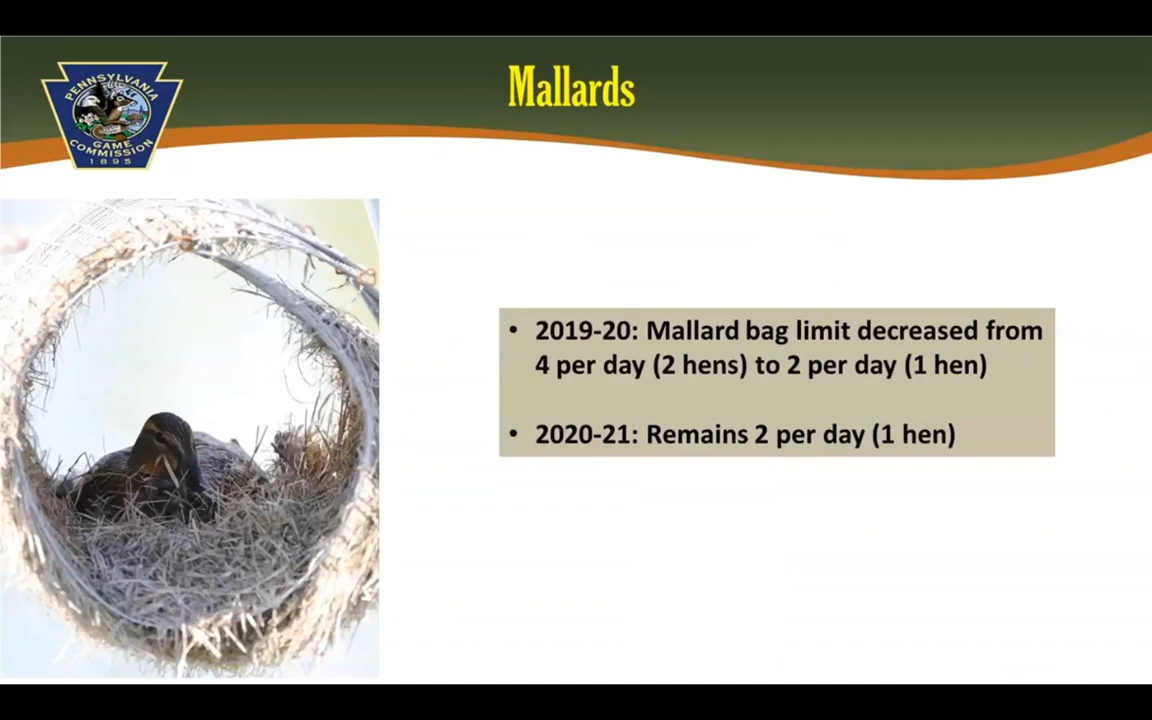 PENNSYLVANIA
GAME
COMMISSION
1895
Mallards
• 2019-20: Mallard bag limit decreased from
4 per day (2 hens) to 2 per day (1 hen)
• 2020-21: Remains 2 per day (1 hen)